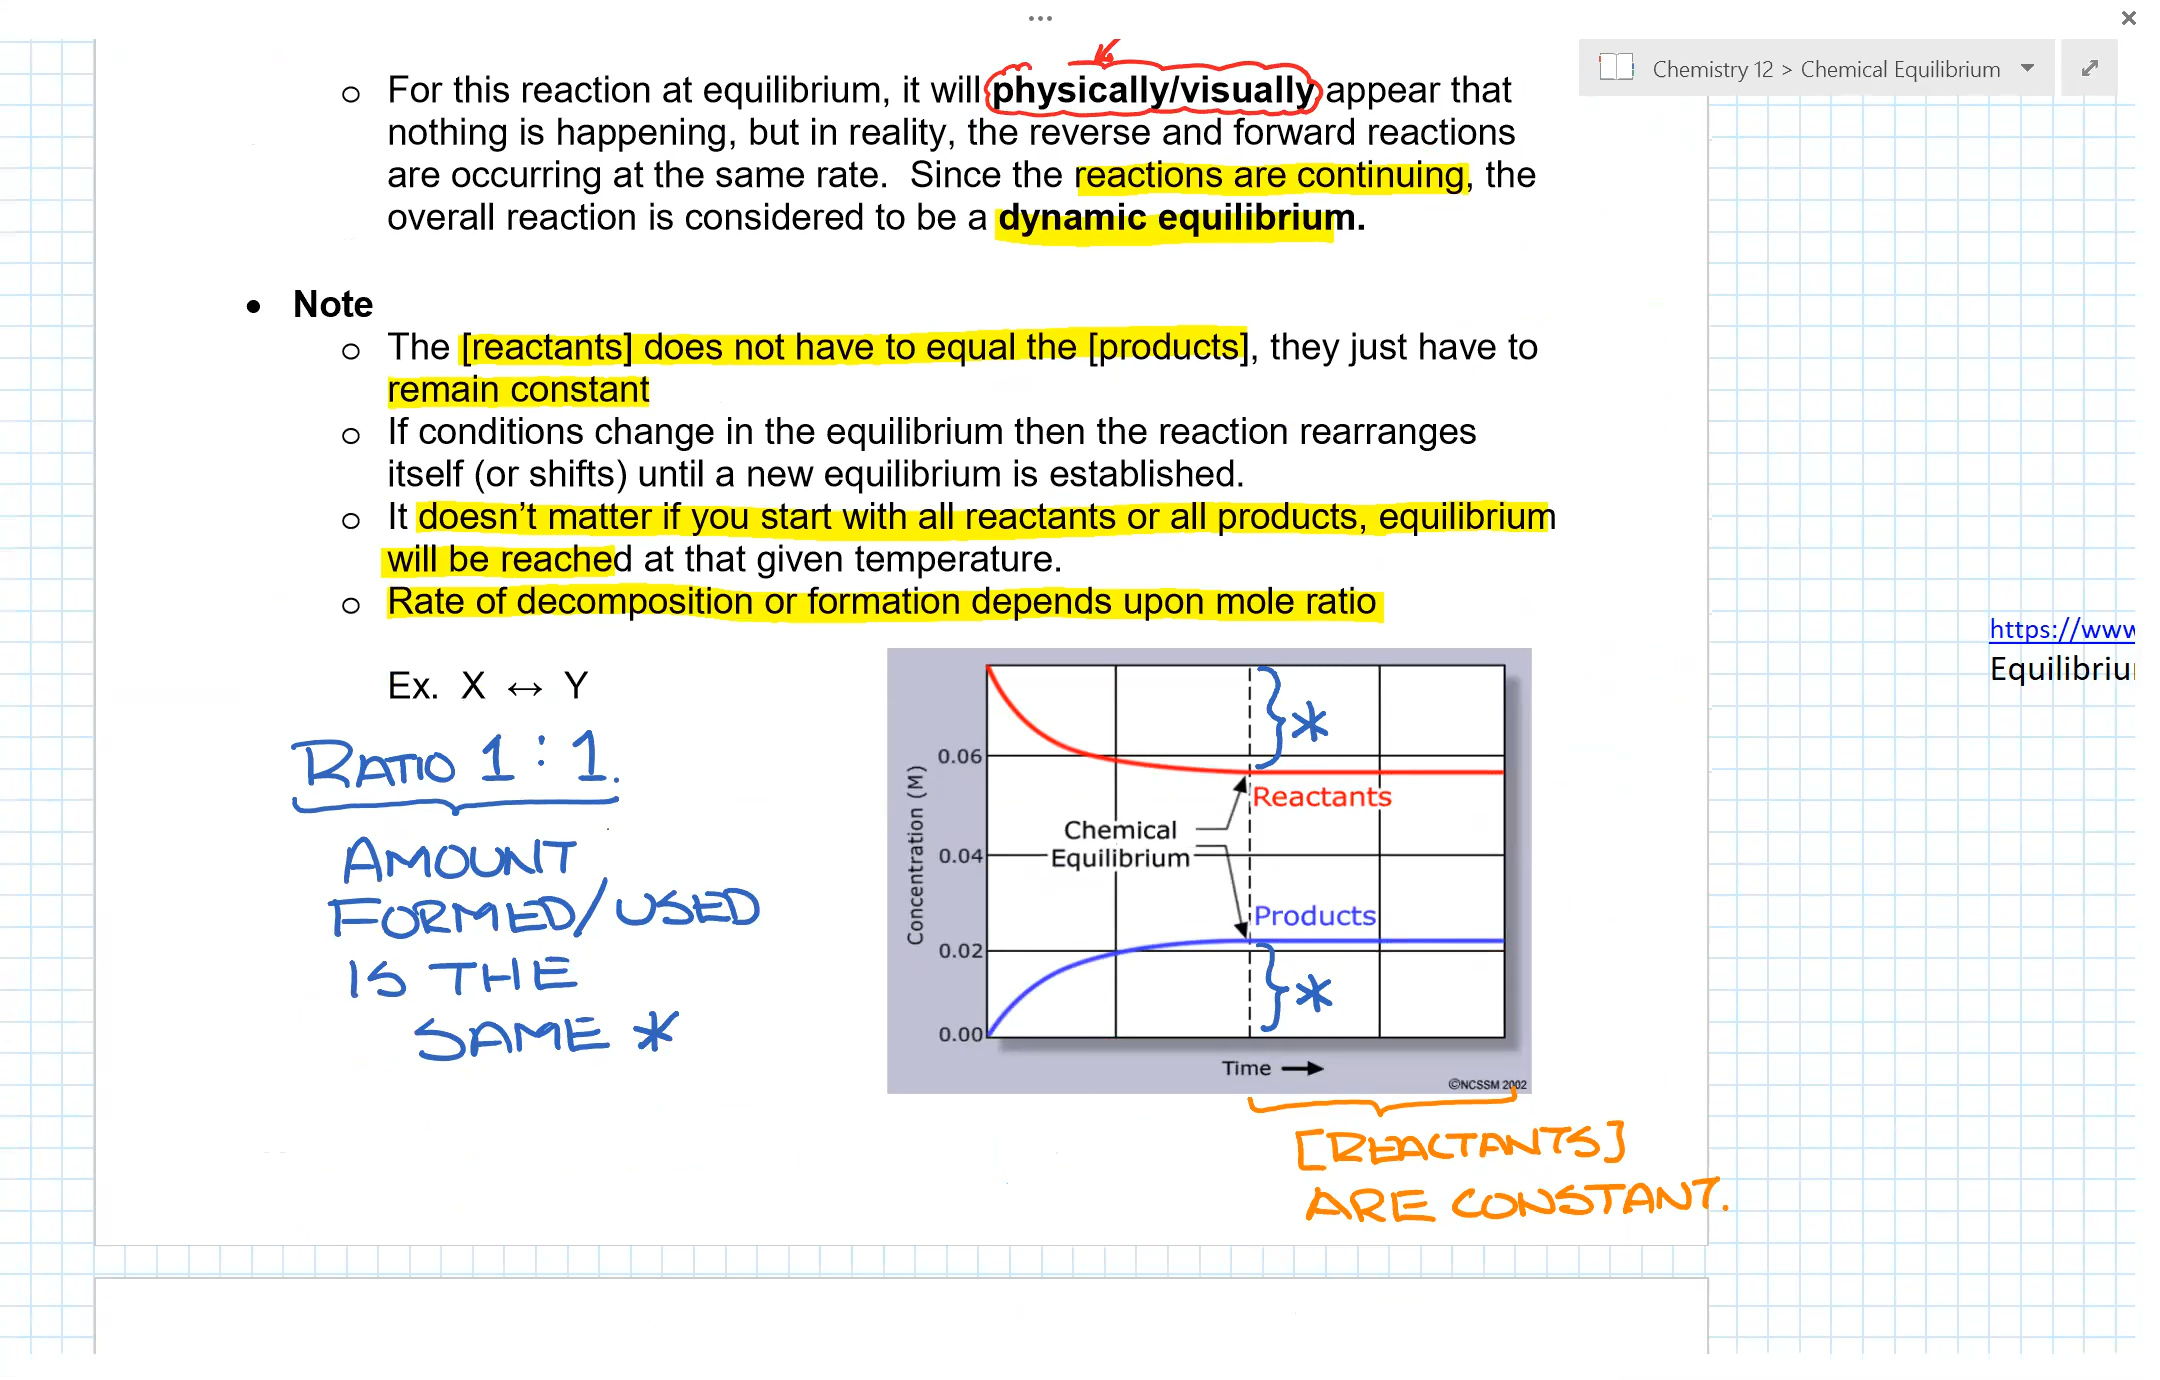 ...
Chemistry 12 > Chemical Equilibrium
o For this reaction at equilibrium, it will physically/visually appear that
nothing is happening, but in reality, the reverse and forward reactions
are occurring at the same rate.  Since the reactions are continuing, the
overall reaction is considered to be a dynamic equilibrium.
• Note
o The [reactants] does not have to equal the [products], they just have to
remain constant
o If conditions change in the equilibrium then the reaction rearranges
itself (or shifts) until a new equilibrium is established.
o It doesn't matter if you start with all reactants or all products, equilibrium
will be reached at that given temperature.
o Rate of decomposition or formation depends upon mole ratio
https://www
Equilibriu
Ex.  X ↔ Y
RATIO 1 : 1.
AMOUNT
FORMED/USED
IS THE
SAME *
Concentration (M)
0.06
0.04
0.02
0.00
*
Reactants
Chemical
Equilibrium
Products
*
Time →
©NCSSM 2002
[REACTANTS]
ARE CONSTANT.